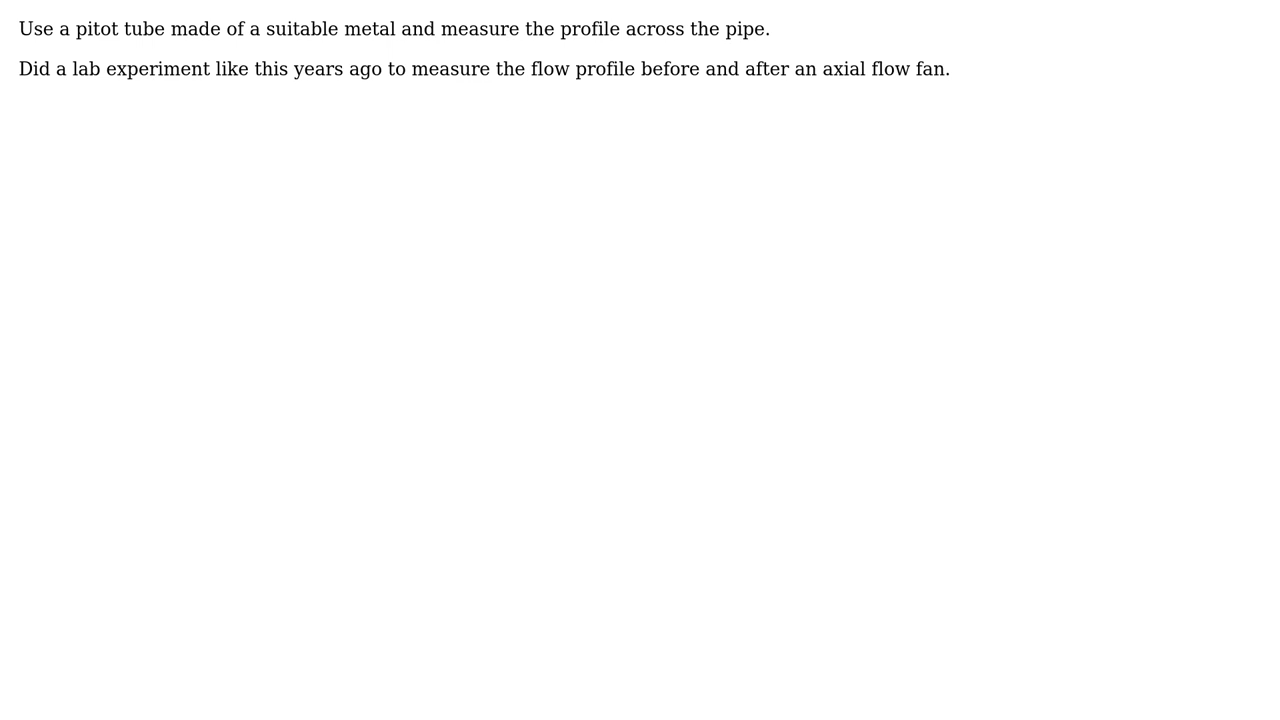 Use a pitot tube made of a suitable metal and measure the profile across the pipe.
Did a lab experiment like this years ago to measure the flow profile before and after an axial flow fan.